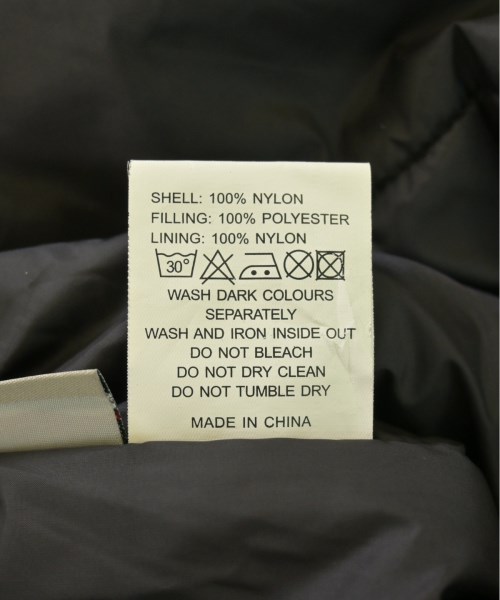 SHELL: 100% NYLON
FILLING: 100% POLYESTER
LINING: 100% NYLON
30°
WASH DARK COLOURS
SEPARATELY
WASH AND IRON INSIDE OUT
DO NOT BLEACH
DO NOT DRY CLEAN
DO NOT TUMBLE DRY
MADE IN CHINA